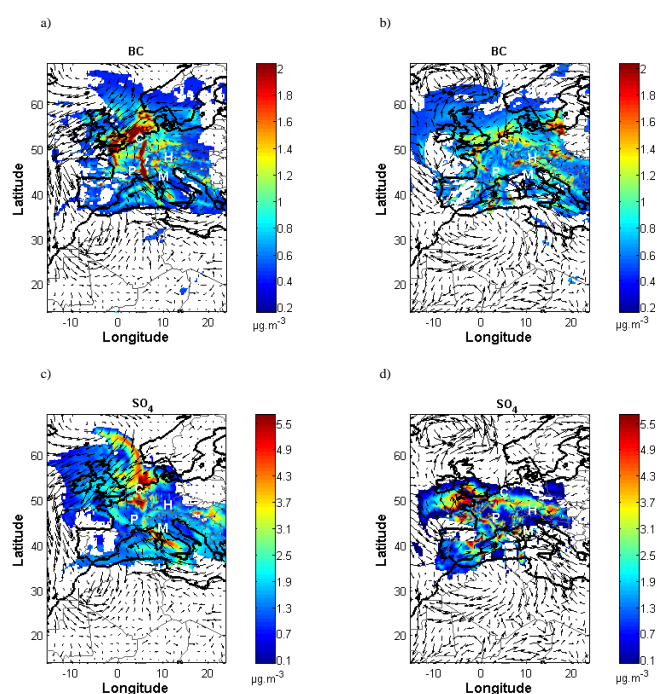 a)
BC
Latitude
60
50
40
30
20
-10 0 10 20
Longitude
2
1.8
1.6
1.4
1.2
1
0.8
0.6
0.4
0.2
µg.m⁻³
P
H
M
b)
BC
Latitude
60
50
40
30
20
-10 0 10 20
Longitude
2
1.8
1.6
1.4
1.2
1
0.8
0.6
0.4
0.2
µg.m⁻³
P
H
M
c)
SO₄
Latitude
60
50
40
30
20
-10 0 10 20
Longitude
5.5
4.9
4.3
3.7
3.1
2.5
1.9
1.3
0.7
0.1
µg.m⁻³
P
H
M
d)
SO₄
Latitude
60
50
40
30
20
-10 0 10 20
Longitude
5.5
4.9
4.3
3.7
3.1
2.5
1.9
1.3
0.7
0.1
µg.m⁻³
P
H